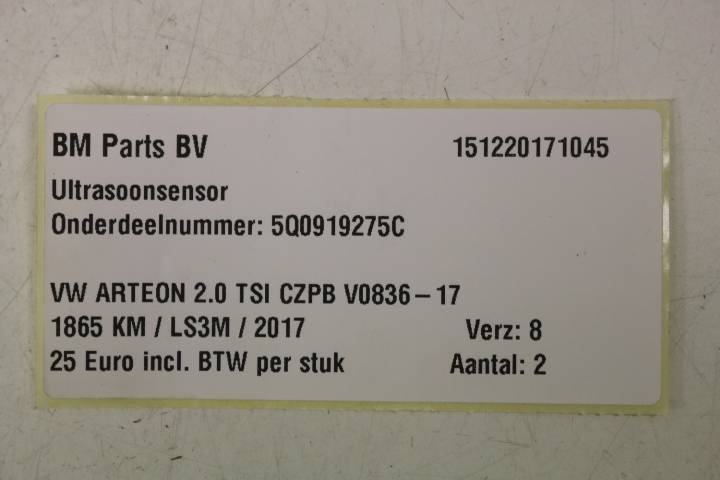 BM Parts BV 151220171045
Ultrasoonsensor
Onderdeelnummer: 5Q0919275C
VW ARTEON 2.0 TSI CZPB V0836-17
1865 KM / LS3M / 2017 Verz: 8
25 Euro incl. BTW per stuk Aantal: 2